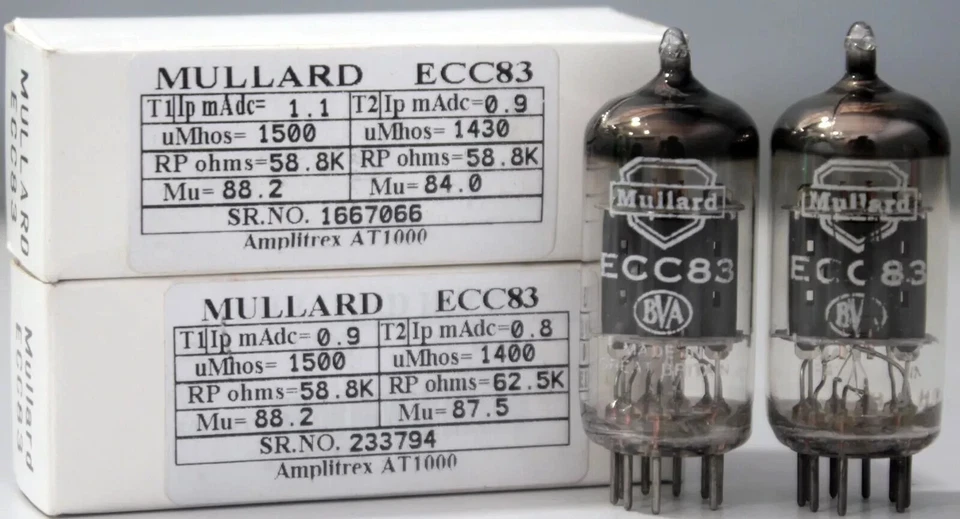 MULLARD
ECC83
MULLARD ECC83
T1 Ip mAdc= 1.1 T2 Ip mAdc=0.9
uMhos= 1500 uMhos= 1430
RP ohms=58.8K RP ohms=58.8K
Mu= 88.2 Mu= 84.0
SR.NO. 1667066
Amplitrex AT1000
Mullard
ECC83
MULLARD ECC83
T1 Ip mAdc=0.9 T2 Ip mAdc=0.8
uMhos= 1500 uMhos= 1400
RP ohms=58.8K RP ohms=62.5K
Mu= 88.2 Mu= 87.5
SR.NO. 233794
Amplitrex AT1000
Mullard
ECC83
BVA
MADE IN
GREAT BRITAIN
Mullard
ECC83
BVA